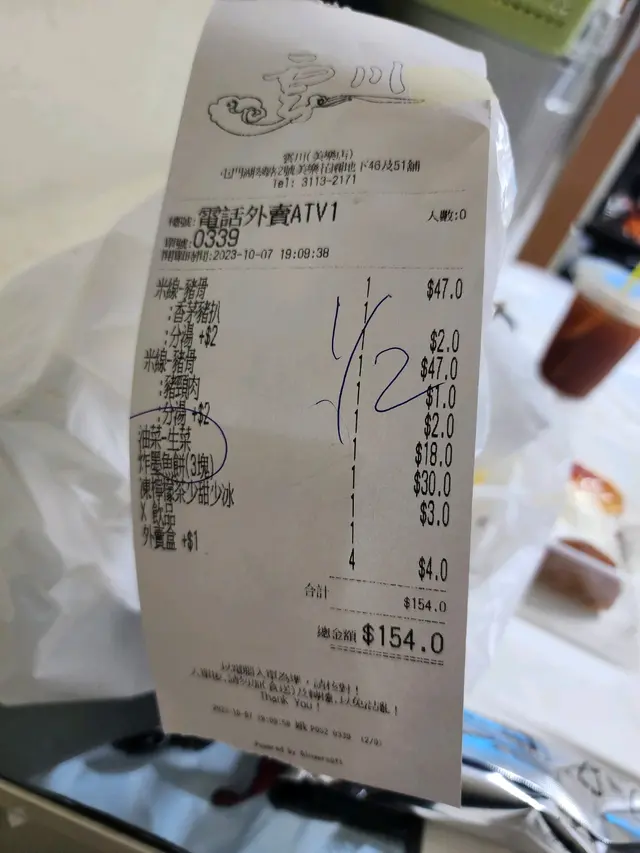 雲川
雲川(美樂店)
屯門湖翠路2號美樂花園地下46及51舖
Tel: 3113-2171
電話外賣ATV1 人數:0
單號: 0339
開單時間:2023-10-07 19:09:38
米線-豬骨 1 $47.0
:香茅豬扒
:分湯 +$2 $2.0
米線-豬骨 1 $47.0
:豬頸肉 1 $1.0
:分湯 +$2 1 $2.0
油菜-生菜 1 $18.0
炸墨魚餅(3塊) 1 $30.0
凍檸檬茶少甜少冰 1 $3.0
X 飲品 1
外賣盒 +$1 4 $4.0
合計 $154.0
總金額 $154.0
1/2
Thank You!